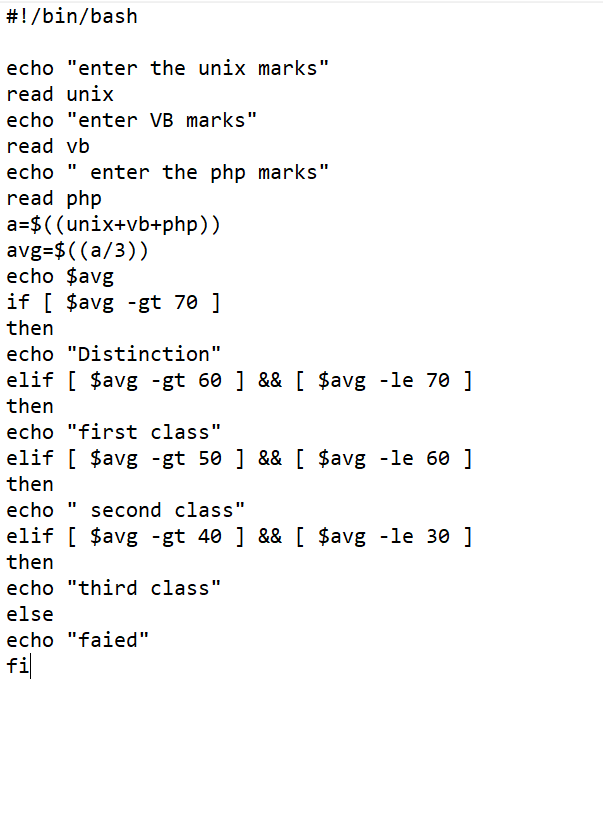 #!/bin/bash

echo "enter the unix marks"
read unix
echo "enter VB marks"
read vb
echo " enter the php marks"
read php
a=$((unix+vb+php))
avg=$((a/3))
echo $avg
if [ $avg -gt 70 ]
then
echo "Distinction"
elif [ $avg -gt 60 ] && [ $avg -le 70 ]
then
echo "first class"
elif [ $avg -gt 50 ] && [ $avg -le 60 ]
then
echo " second class"
elif [ $avg -gt 40 ] && [ $avg -le 30 ]
then
echo "third class"
else
echo "faied"
fi